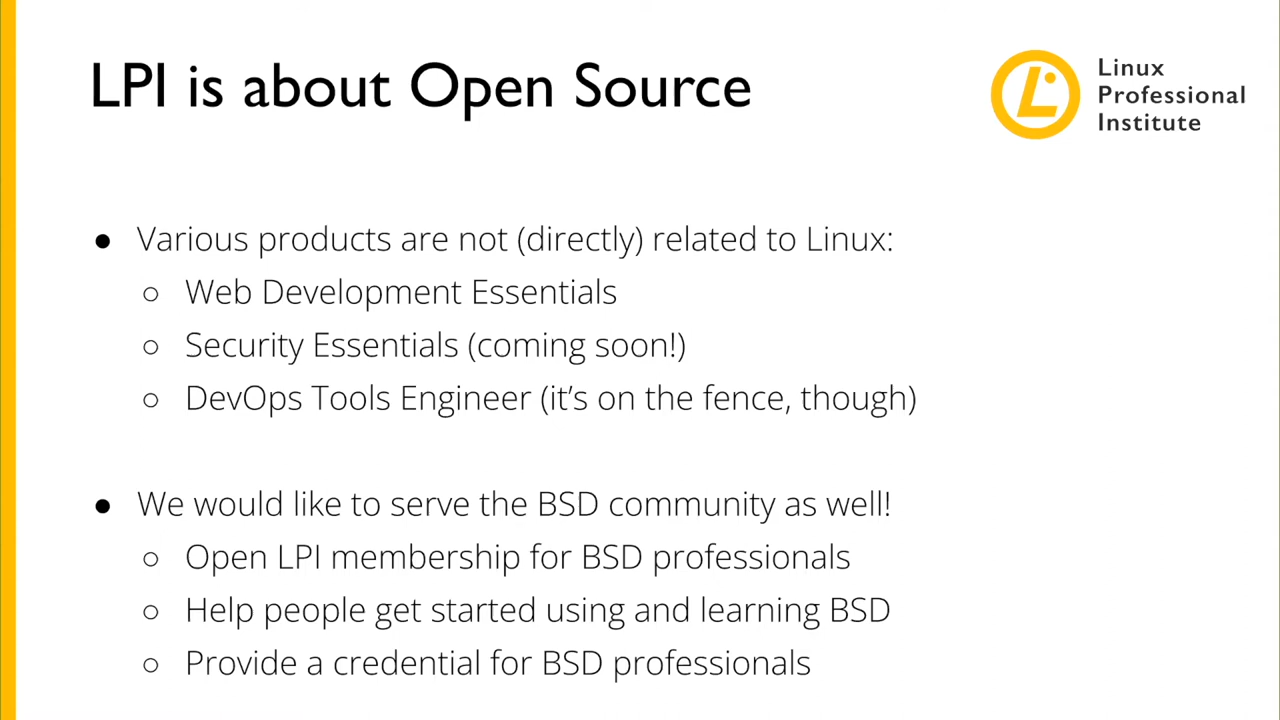 LPI is about Open Source
Linux
Professional
Institute
● Various products are not (directly) related to Linux:
○ Web Development Essentials
○ Security Essentials (coming soon!)
○ DevOps Tools Engineer (it's on the fence, though)
● We would like to serve the BSD community as well!
○ Open LPI membership for BSD professionals
○ Help people get started using and learning BSD
○ Provide a credential for BSD professionals